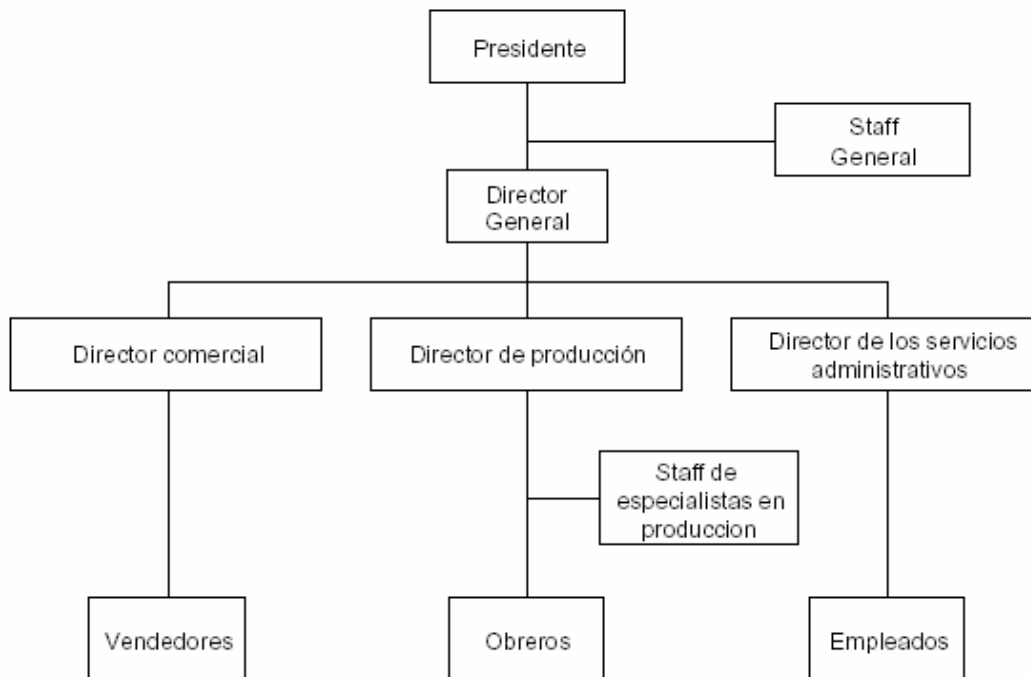 Presidente
Staff
General
Director
General
Director comercial
Director de producción
Director de los servicios
administrativos
Staff de
especialistas en
produccion
Vendedores
Obreros
Empleados